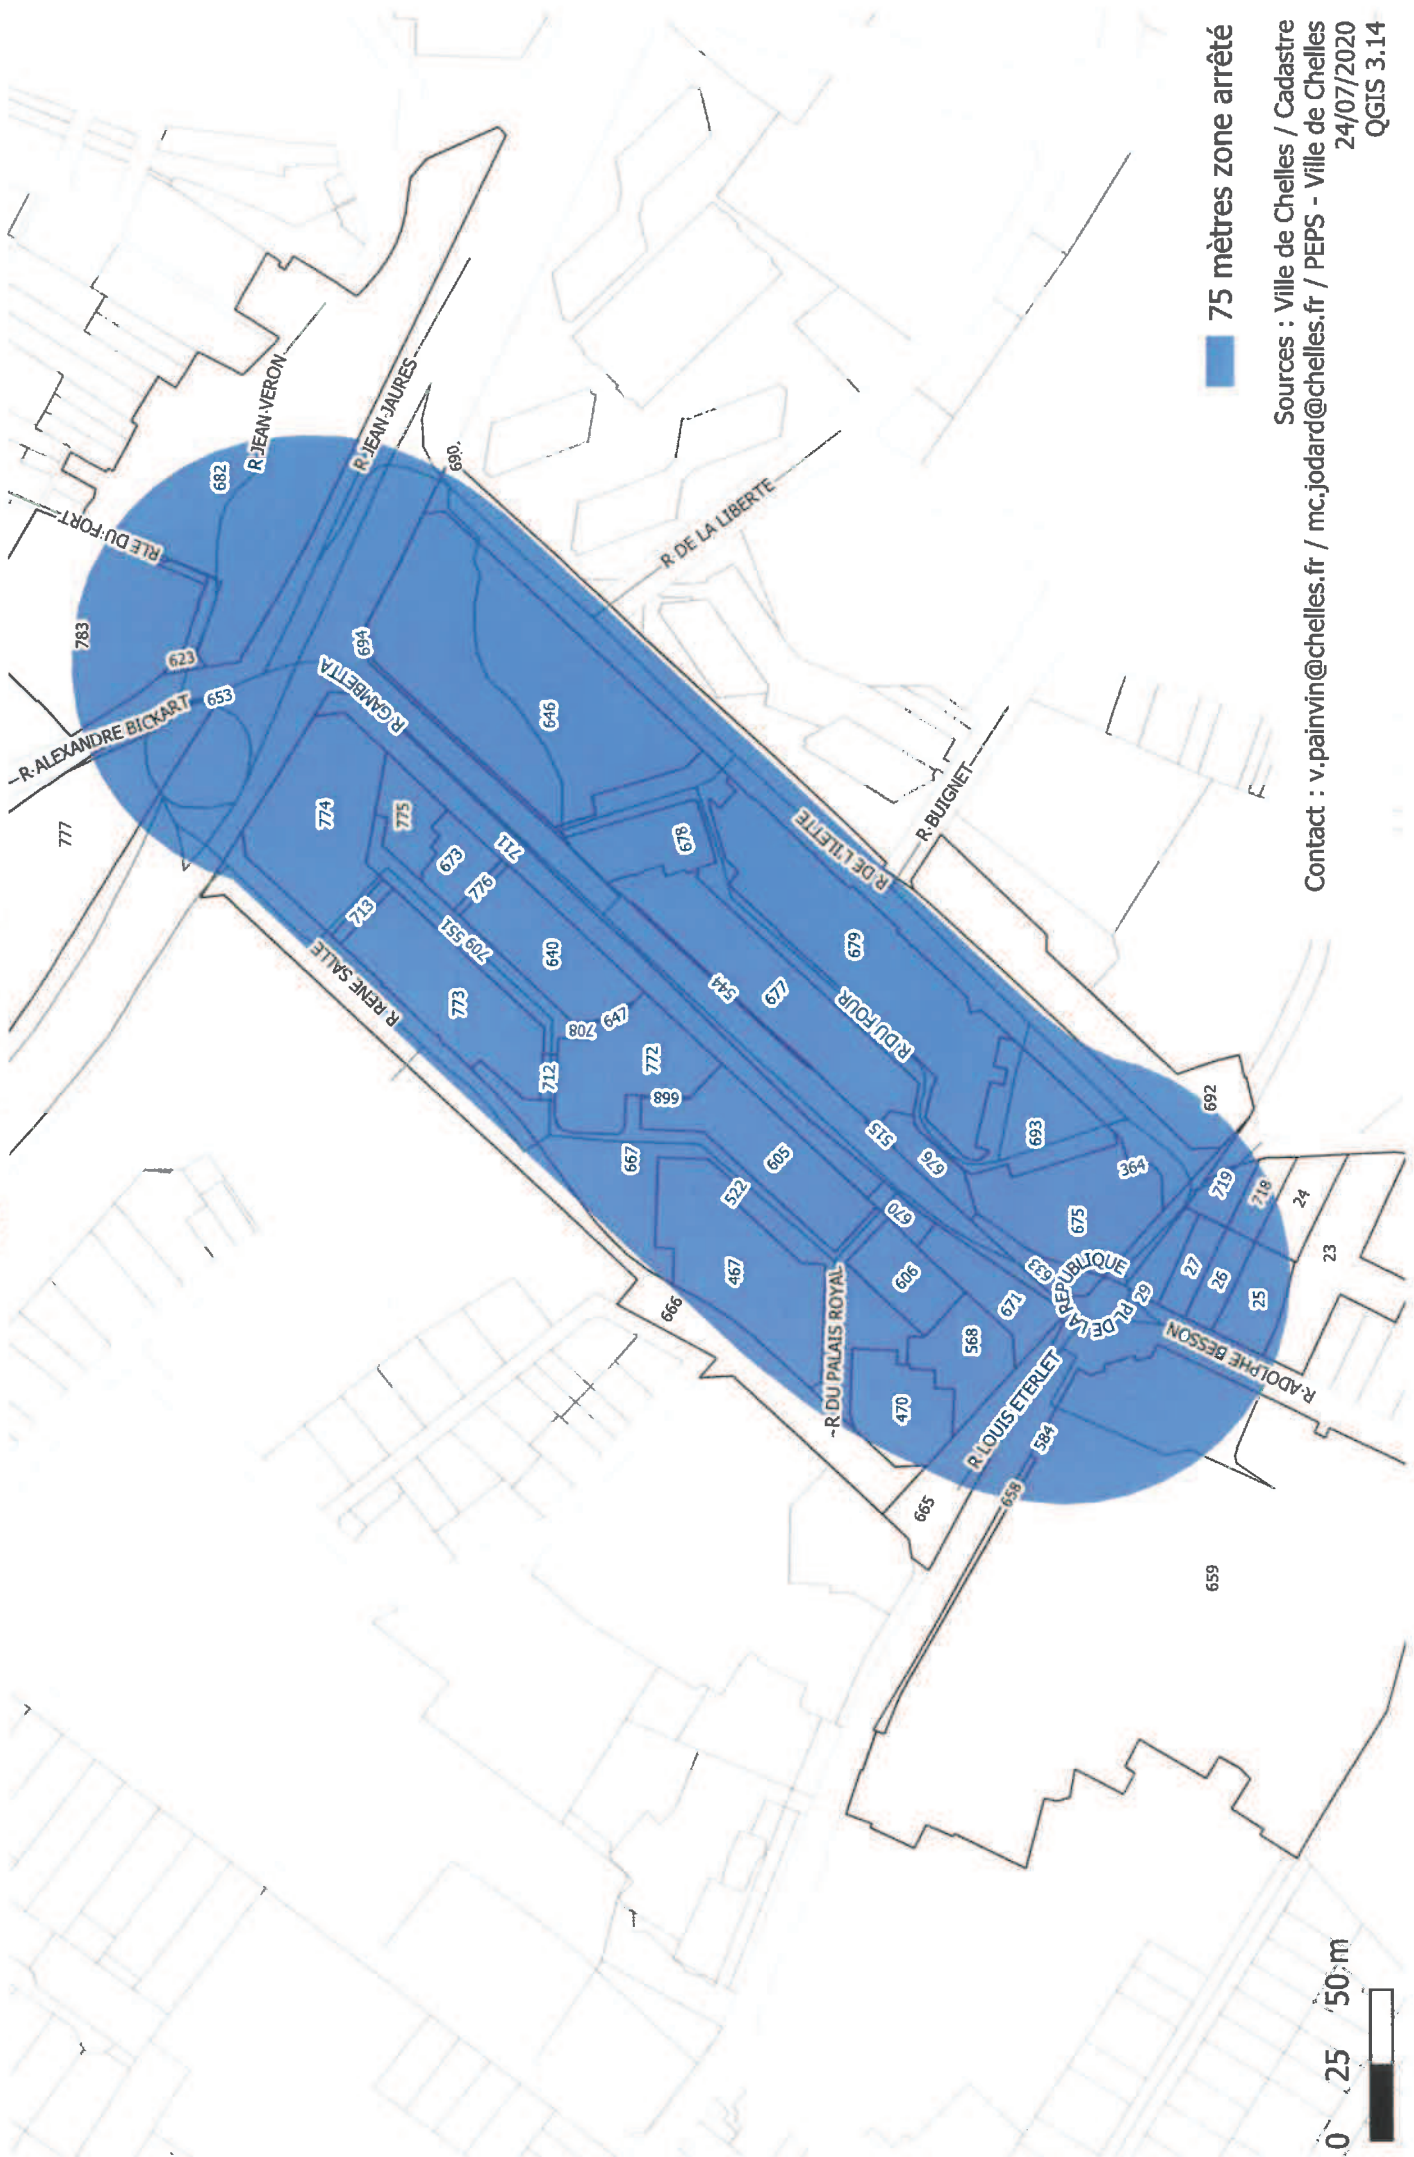 75 mètres zone arrêté
Sources : Ville de Chelles / Cadastre
Contact : v.painvin@chelles.fr / mc.jodard@chelles.fr / PEPS - Ville de Chelles
24/07/2020
QGIS 3.14
R·JEAN·VERON
R·JEAN·JAURES
RLE DU·FORT
R·ALEXANDRE BICKART
R·GAMBETTA
R·DE LA LIBERTE
R·RENE SALLE
R·DE L'ILETTE
R·BUIGNET
R·DU·FOUR
R·DU PALAIS ROYAL
PL·DE LA REPUBLIQUE
R·LOUIS ETERLET
R·ADOLPHE BESSON
682
690
783
623
653
694
646
777
774
775
673
776
711
713
709 551
640
773
708
647
712
772
899
678
679
544
677
667
605
522
515
676
693
364
692
467
670
675
719
718
24
23
666
606
633
27
26
25
29
671
568
470
584
658
665
659
0 25 50 m